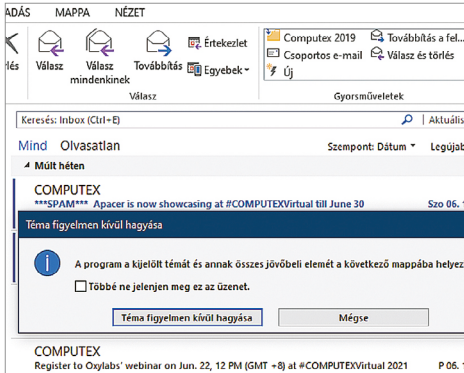 ADÁS MAPPA NÉZET
Válasz
Válasz mindenkinek
Továbbítás
Értekezlet
Egyebek
Válasz
Computex 2019
Csoportos e-mail
Új
Továbbítás a fel...
Válasz és törlés
Gyorsműveletek
Keresés: Inbox (Ctrl+E)
Aktuális
Mind Olvasatlan
Szempont: Dátum
Múlt héten
COMPUTEX
***SPAM*** Apacer is now showcasing at #COMPUTEXVirtual till June 30 Szo 06.
Téma figyelmen kívül hagyása
A program a kijelölt témát és annak összes jövőbeli elemét a következő mappába helyez
Többé ne jelenjen meg ez az üzenet.
Téma figyelmen kívül hagyása Mégse
COMPUTEX
Register to Oxylabs' webinar on Jun. 22, 12 PM (GMT +8) at #COMPUTEXVirtual 2021 P 06.